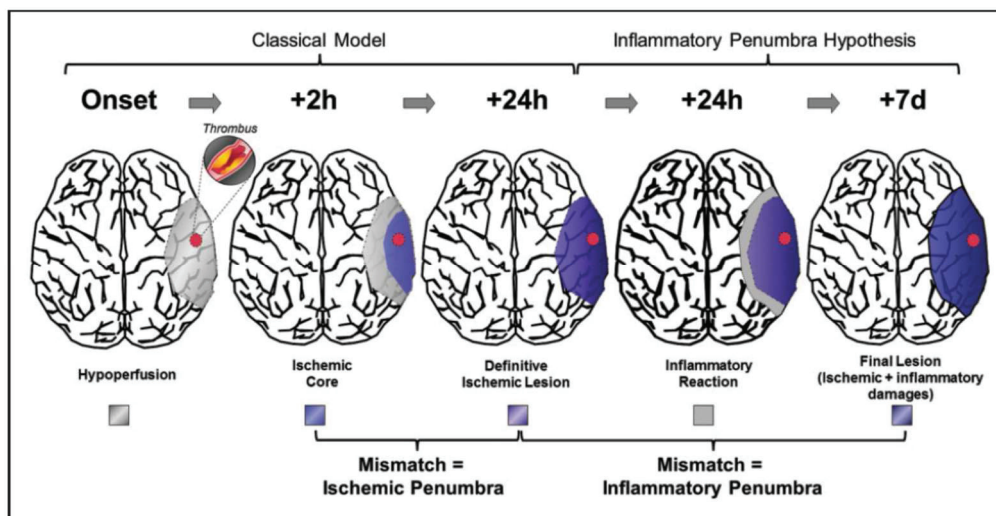 Classical Model
Inflammatory Penumbra Hypothesis
Onset
+2h
+24h
+24h
+7d
Thrombus
Hypoperfusion
Ischemic
Core
Definitive
Ischemic Lesion
Inflammatory
Reaction
Final Lesion
(Ischemic + inflammatory
damages)
Mismatch =
Ischemic Penumbra
Mismatch =
Inflammatory Penumbra